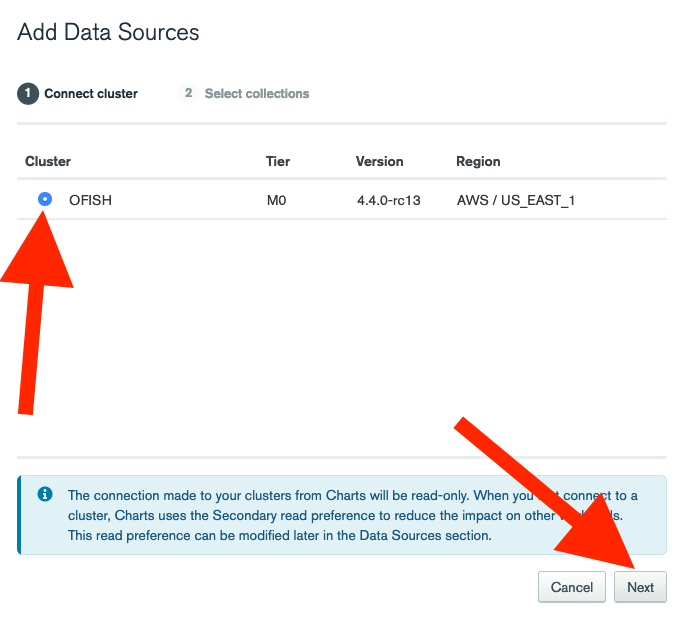 Add Data Sources
1 Connect cluster 2 Select collections
Cluster Tier Version Region
OFISH M0 4.4.0-rc13 AWS / US_EAST_1
The connection made to your clusters from Charts will be read-only. When you connect to a
cluster, Charts uses the Secondary read preference to reduce the impact on other
This read preference can be modified later in the Data Sources section.
Cancel Next